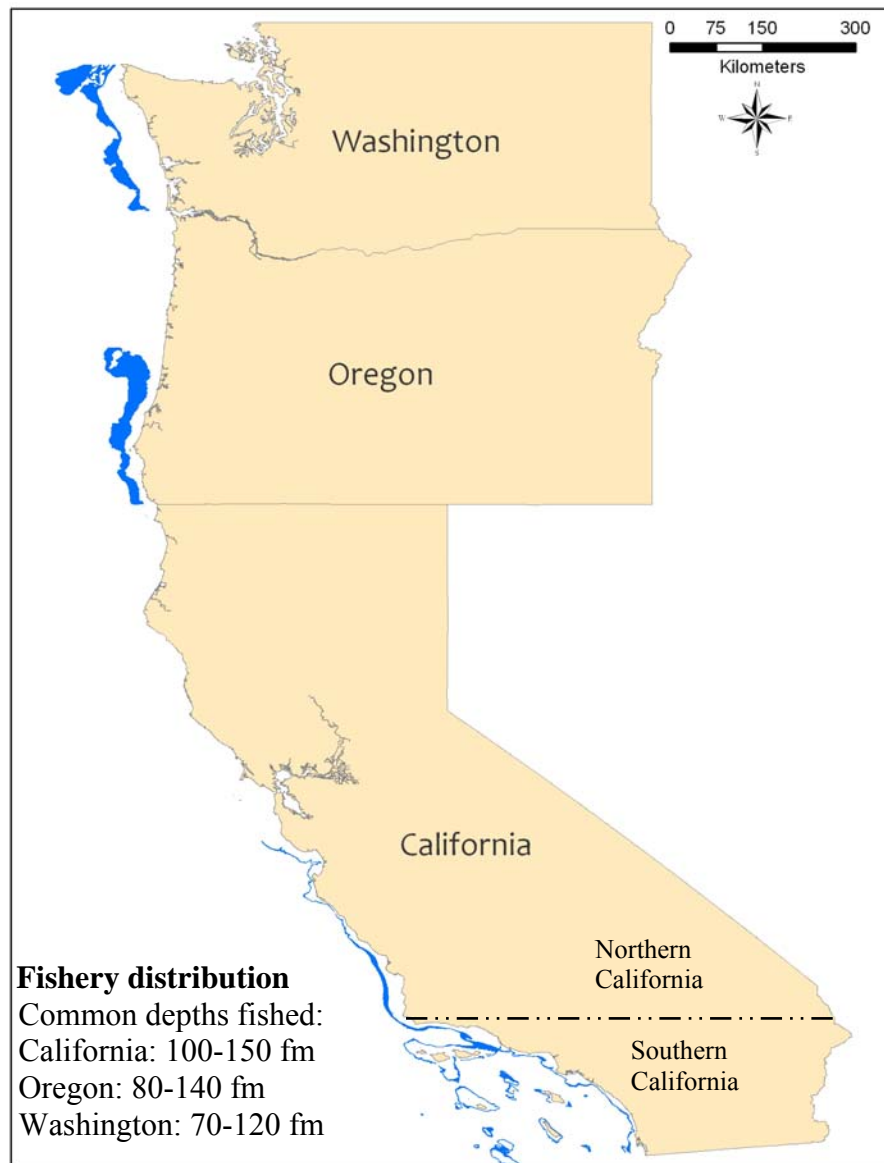 0 75 150 300
Kilometers
N
W E
S
Washington
Oregon
California
Northern
California
Fishery distribution
Common depths fished:
California: 100-150 fm
Oregon: 80-140 fm
Washington: 70-120 fm
Southern
California